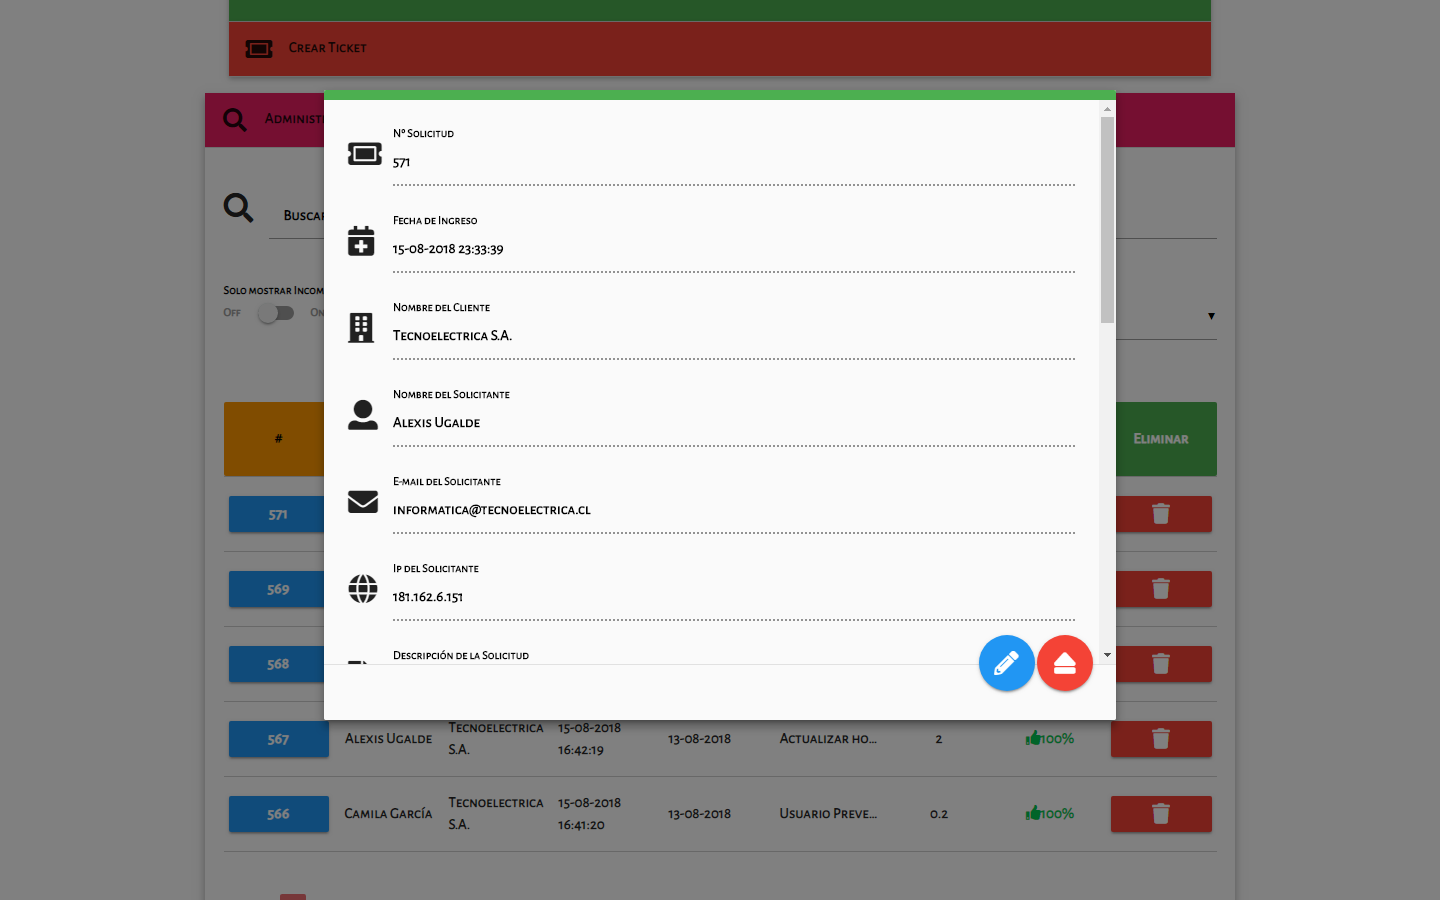 Crear Ticket
Nº Solicitud
571
Fecha de Ingreso
15-08-2018 23:33:39
Nombre del Cliente
Tecnoelectrica S.A.
Nombre del Solicitante
Alexis Ugalde
E-mail del Solicitante
informatica@tecnoelectrica.cl
Ip del Solicitante
181.162.6.151
Descripción de la Solicitud
Solo mostrar
Off
#
Eliminar
571
569
568
567 Alexis Ugalde Tecnoelectrica S.A. 15-08-2018 16:42:19 13-08-2018 Actualizar ho... 2 100%
566 Camila García Tecnoelectrica S.A. 15-08-2018 16:41:20 13-08-2018 Usuario Preve... 0.2 100%